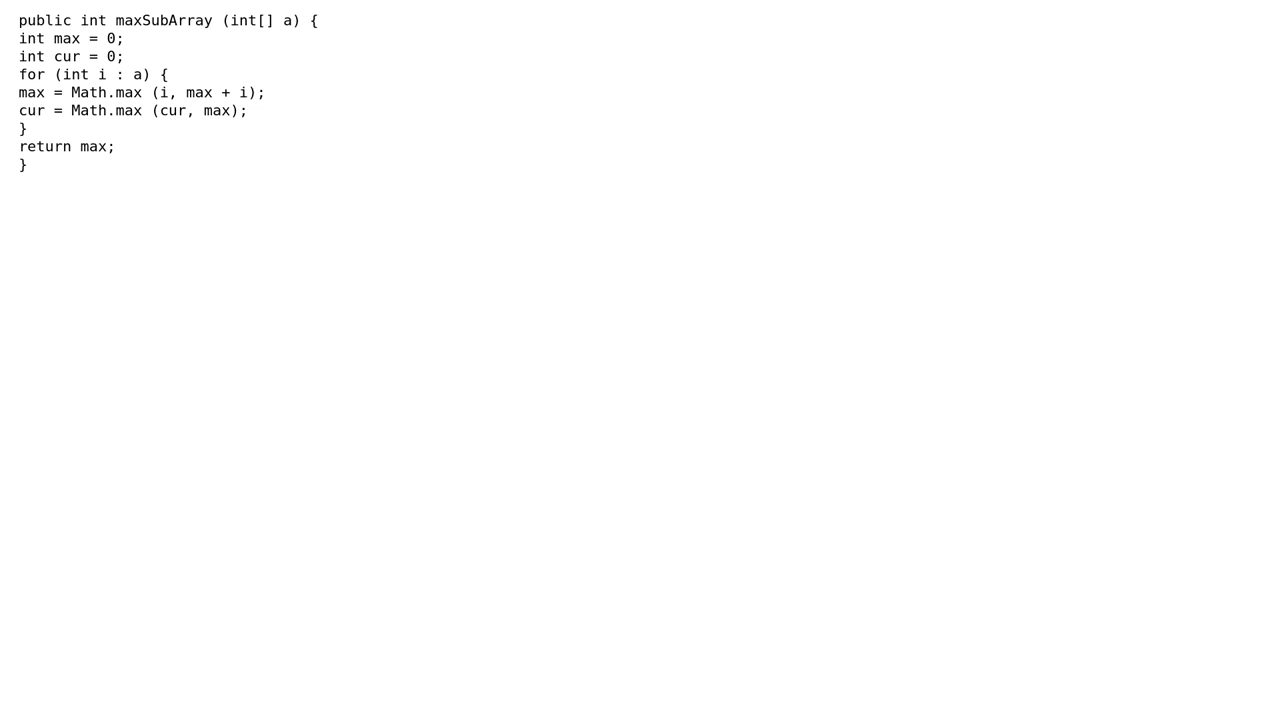 public int maxSubArray (int[] a) {
int max = 0;
int cur = 0;
for (int i : a) {
max = Math.max (i, max + i);
cur = Math.max (cur, max);
}
return max;
}